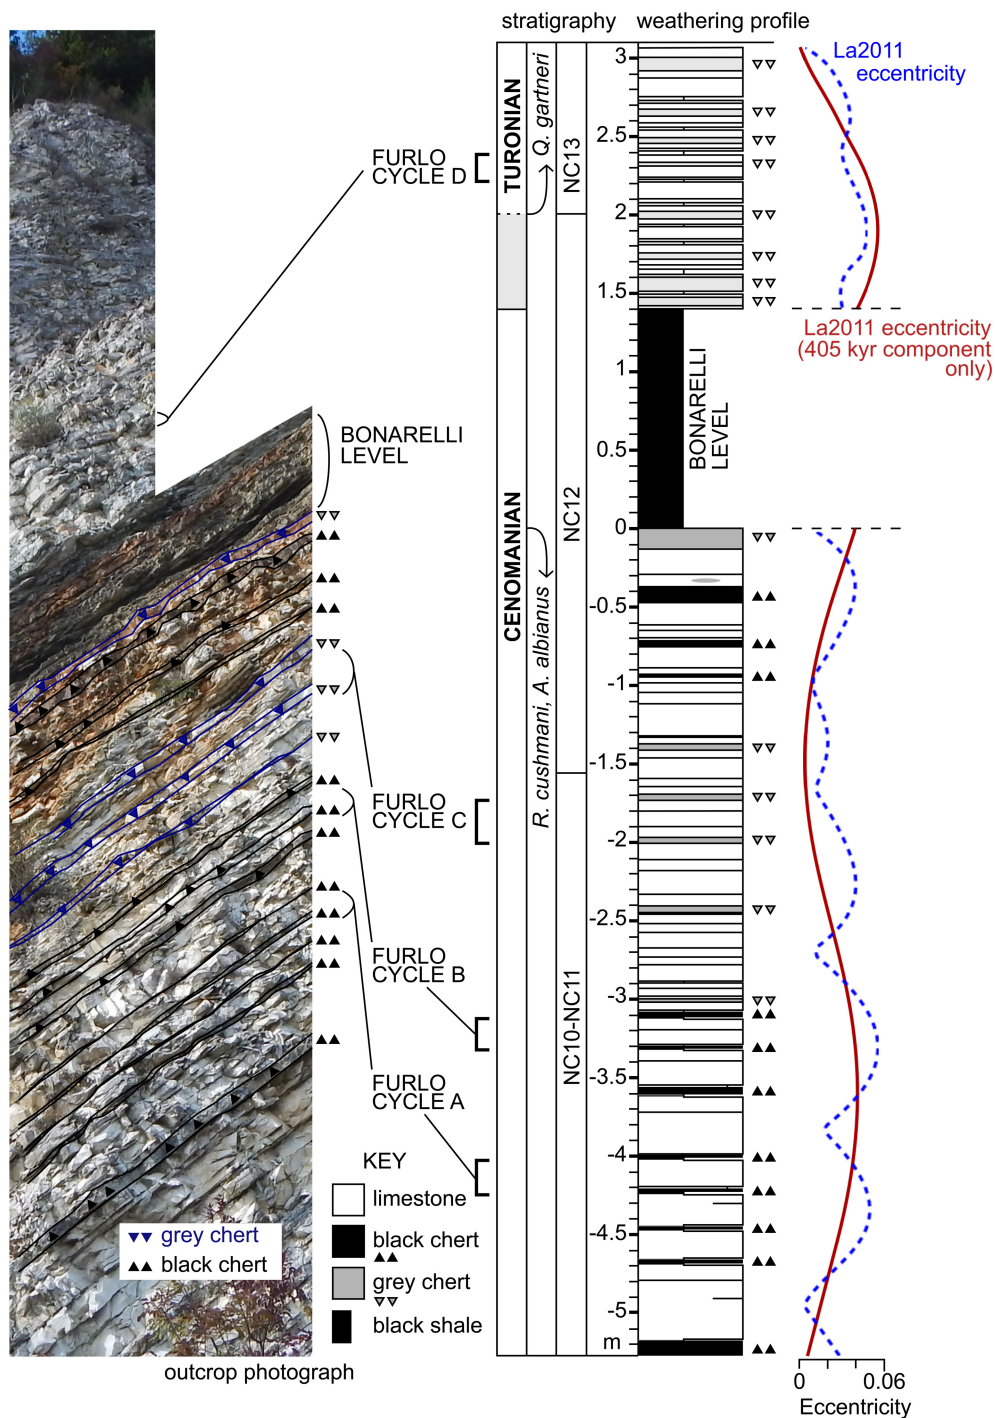 stratigraphy
weathering profile
La2011
eccentricity
FURLO
CYCLE D
TURONIAN
Q. gartneri
NC13
3
2.5
2
1.5
1
0.5
0
-0.5
-1
-1.5
-2
-2.5
-3
-3.5
-4
-4.5
-5
m
La2011 eccentricity
(405 kyr component
only)
BONARELLI
LEVEL
BONARELLI
LEVEL
CENOMANIAN
R. cushmani, A. albianus
NC12
NC10-NC11
FURLO
CYCLE C
FURLO
CYCLE B
FURLO
CYCLE A
KEY
limestone
black chert
grey chert
black shale
grey chert
black chert
outcrop photograph
0
0.06
Eccentricity